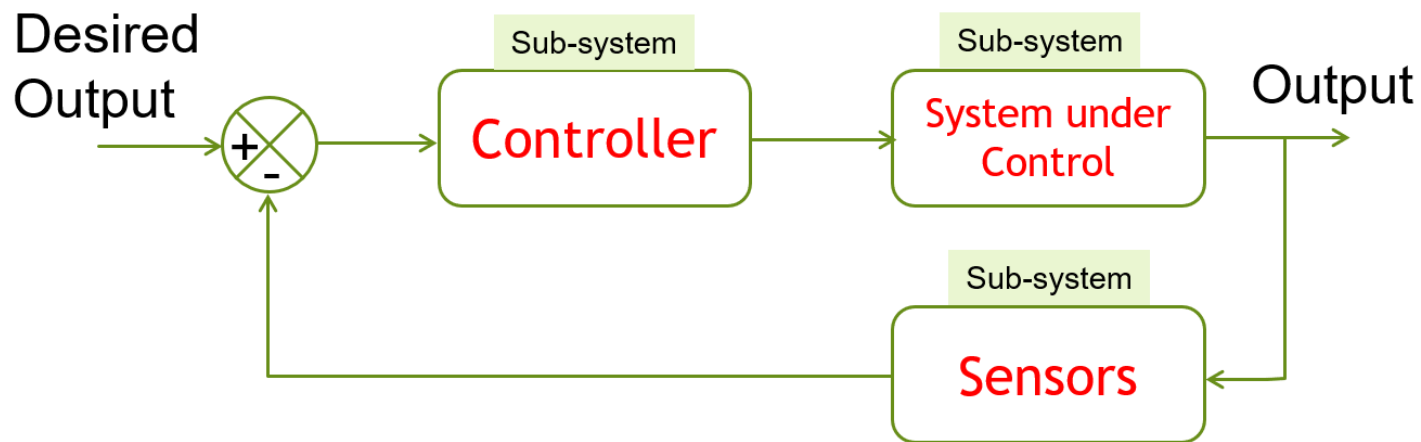 Desired
Output
+
-
Sub-system
Controller
Sub-system
System under
Control
Output
Sub-system
Sensors